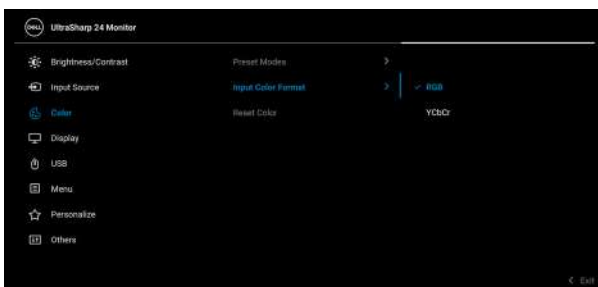 DELL UltraSharp 24 Monitor
Brightness/Contrast Preset Modes >
Input Source Input Color Format > ✓ RGB
Color Reset Color YCbCr
Display
USB
Menu
Personalize
Others
< Exit